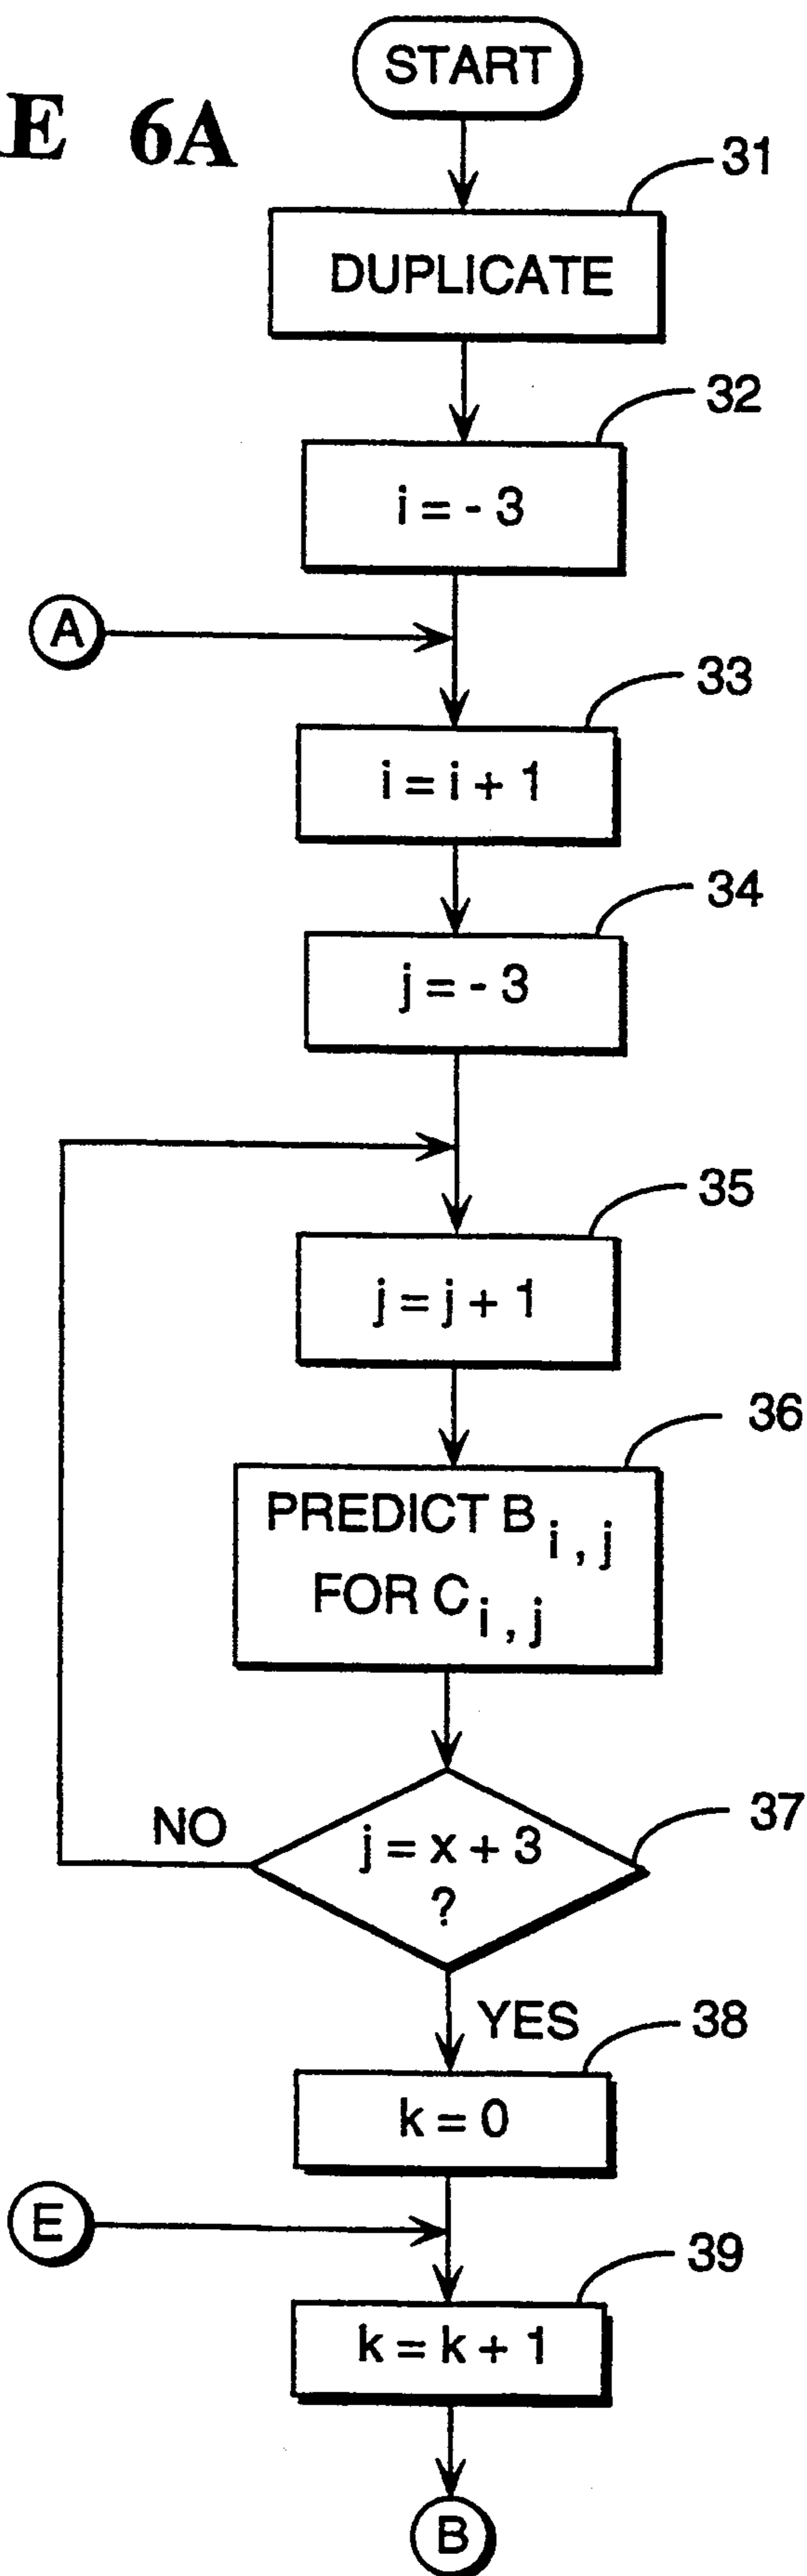 START
E 6A
31
DUPLICATE
32
i = - 3
A
33
i = i + 1
34
j = - 3
35
j = j + 1
36
PREDICT B i , j
FOR C i , j
37
NO
j = x + 3
?
YES
38
k = 0
E
39
k = k + 1
B